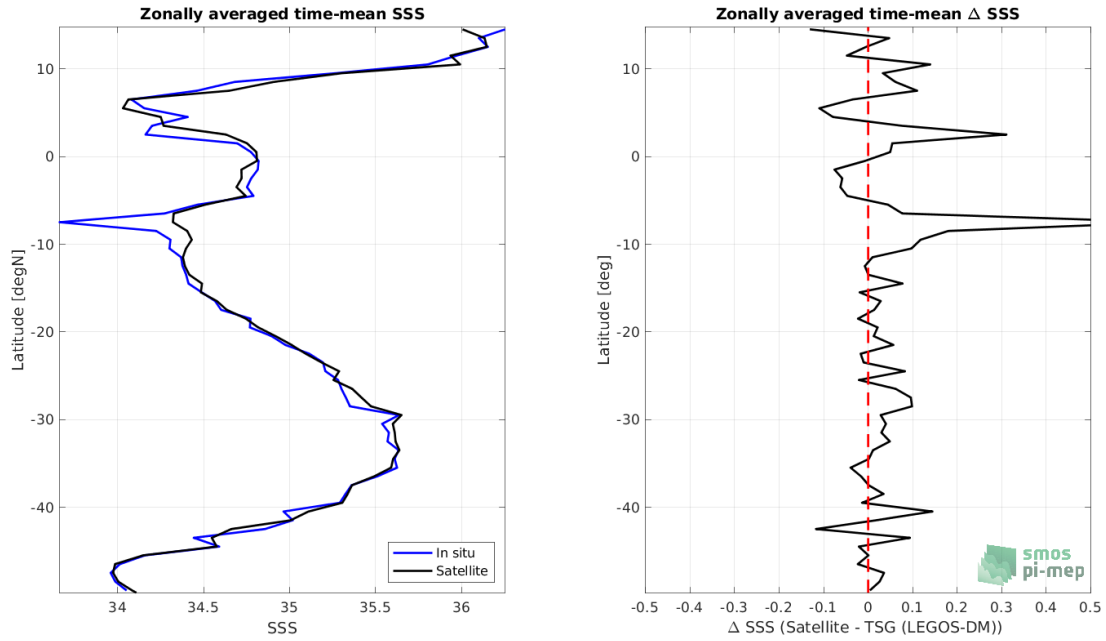 Zonally averaged time-mean SSS
10
0
-10
-20
-30
-40
Latitude [degN]
34
34.5
35
35.5
36
SSS
In situ
Satellite
Zonally averaged time-mean Δ SSS
10
0
-10
-20
-30
-40
Latitude [deg]
-0.5
-0.4
-0.3
-0.2
-0.1
0
0.1
0.2
0.3
0.4
0.5
Δ SSS (Satellite - TSG (LEGOS-DM))
smos
pi-mep